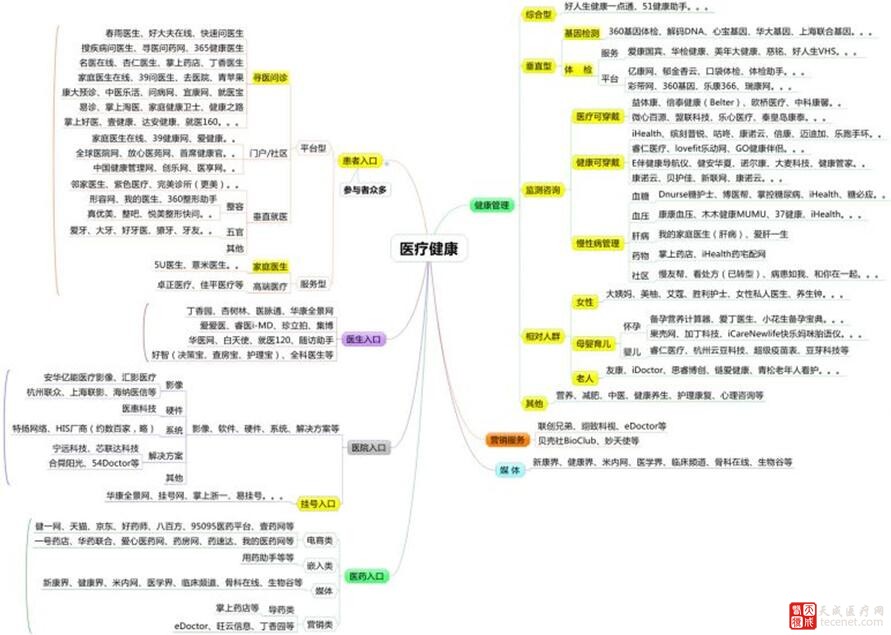 医疗健康
患者入口
参与者众多
平台型
寻医问诊
春雨医生、好大夫在线、快速问医生
搜疾病问医生、寻医问药网、365健康医生
名医在线、杏仁医生、掌上药店、丁香医生
家庭医生在线、39问医生、去医院、青苹果
康大预诊、中医乐活、问病网、宜康网、就医宝
易诊、掌上海医、家庭健康卫士、健康之路
掌上好医、壹健康、达安健康、就医160。。。
门户/社区
家庭医生在线、39健康网、爱健康。。
全球医院网、放心医苑网、首席健康官。。
中国健康管理网、创乐网、医享网。。
垂直就医
邻家医生、紫色医疗、完美诊所（更美）。。
整容
形容网、我的医生、360整形助手
真优美、整吧、悦美整形快问。。
五官
爱牙、大牙、好牙医、猕牙、牙友。。
其他
服务型
家庭医生
5U医生、薏米医生。。
高端医疗
卓正医疗、佳平医疗等
医生入口
丁香园、杏树林、医脉通、华康全景网
爱爱医、睿医i-MD、珍立拍、集博
华医网、白天使、就医120、随访助手
好智（决策宝、查房宝、护理宝）、全科医生等
医院入口
影像、软件、硬件、系统、解决方案等
影像
安华亿能医疗影像、汇影医疗
杭州联众、上海联影、海纳医信等
硬件
医惠科技
系统
特扬网络、HIS厂商（约数百家，略）
解决方案
宁远科技、芯联达科技
合舜阳光、54Doctor等
其他
挂号入口
华康全景网、挂号网、掌上浙一、易挂号。。。
医药入口
电商类
健一网、天猫、京东、好药师、八百方、95095医药平台、壹药网等
一号药店、华药联合、爱心医药网、药房网、药速达、我的医药网等
嵌入类
用药助手等等
媒体
新康界、健康界、米内网、医学界、临床频道、骨科在线、生物谷等
营销类
导药类
掌上药店等
eDoctor、旺云信息、丁香园等
健康管理
综合型
好人生健康一点通、51健康助手。。。
垂直型
基因检测
360基因体检、解码DNA、心宝基因、华大基因、上海联合基因。。。
体 检
服务
爱康国宾、华检健康、美年大健康、慈铭、好人生VHS。。。
平台
亿康网、郁金香云、口袋体检、体检助手。。。
彩带网、360基因、乐康366、瑞康网。。。
监测咨询
医疗可穿戴
益体康、倍泰健康（Belter）、欧桥医疗、中科康馨。。
微心百源、盟联科技、乐心医疗、秦皇岛康泰。。。
健康可穿戴
iHealth、缤刻普锐、咕咚、康诺云、倍康、迈迪加、乐跑手环。。
睿仁医疗、lovefit乐动网、GO健康伴侣。。。
E伴健康导航仪、健安华夏、诺尔康、大麦科技、健康管家。。
康诺云、贝护佳、新联网、康诺云。。。
慢性病管理
血糖
Dnurse糖护士、博医帮、掌控糖尿病、iHealth、糖必应。。
血压
康康血压、木木健康MUMU、37健康、iHealth。。。
肝病
我的家庭医生（肝病）、爱肝一生
药物
掌上药店、iHealth药宅配网
社区
慢友帮、看处方（已转型）、病患如我、和你在一起。。。
相对人群
女性
大姨妈、美柚、艾蔻、胜利护士、女性私人医生、养生钟。。。
母婴育儿
怀孕
备孕营养计算器、爱丁医生、小花生备孕宝典。。。
果壳网、加丁科技、iCareNewlife快乐妈咪胎语仪。。。
婴儿
睿仁医疗、杭州云豆科技、超级疫苗表、豆芽科技等
老人
友康、iDoctor、思睿博创、链爱健康、青松老年人看护。。。
其他
营养、减肥、中医、健康养生、护理康复、心理咨询等
营销服务
联创兄弟、翊致科视、eDoctor等
贝壳社BioClub、妙天使等
媒 体
新康界、健康界、米内网、医学界、临床频道、骨科在线、生物谷等
天成医疗网
recenet.com